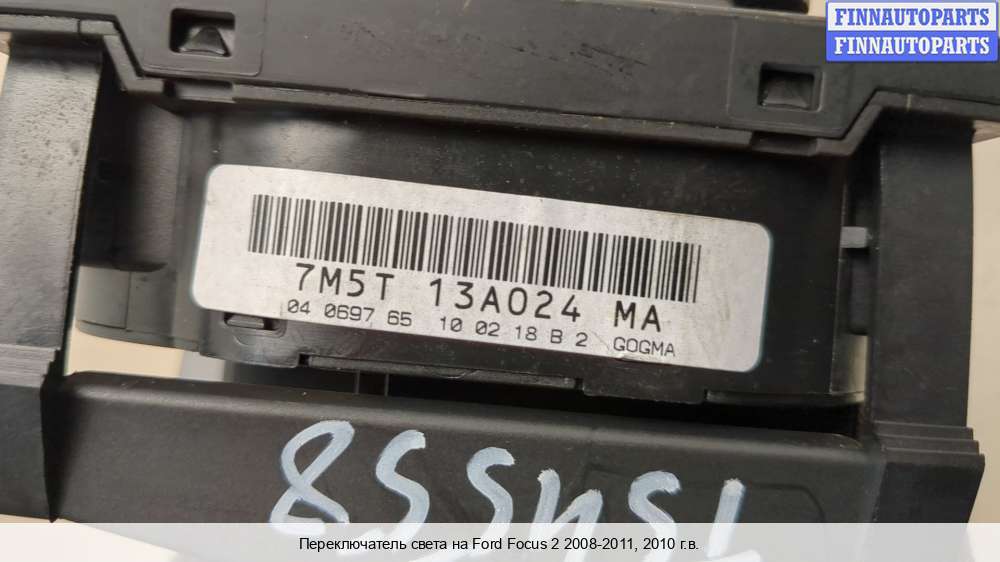 FINNAUTOPARTS
FINNAUTOPARTS
7M5T 13A024 MA
04 0697 65 10 02 18 B 2 GOGMA
Переключатель света на Ford Focus 2 2008-2011, 2010 г.в.